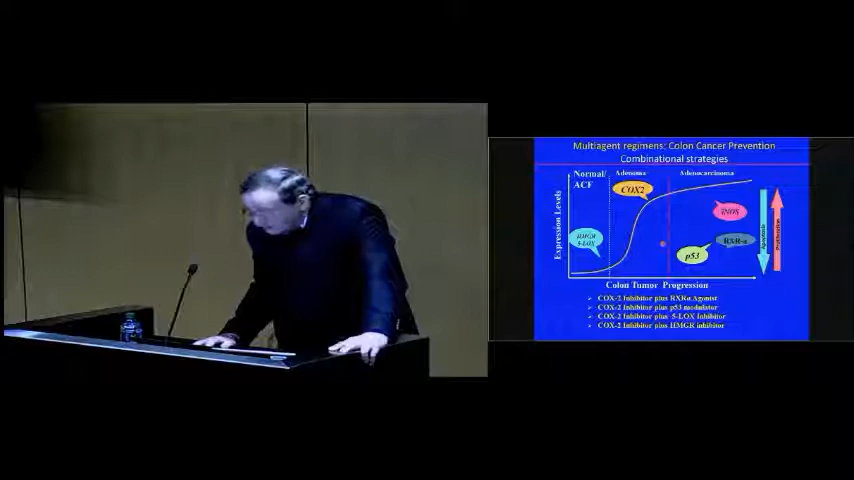 Multiagent regimens: Colon Cancer Prevention
Combinational strategies
Normal/
ACF
Adenoma
Adenocarcinoma
COX2
iNOS
HMGR
5-LOX
RXR-α
p53
Expression Levels
Apoptosis
Proliferation
Colon Tumor Progression
➢ COX-2 Inhibitor plus RXRα Agonist
➢ COX-2 Inhibitor plus p53 modulator
➢ COX-2 Inhibitor plus 5-LOX Inhibitor
➢ COX-2 Inhibitor plus HMGR inhibitor